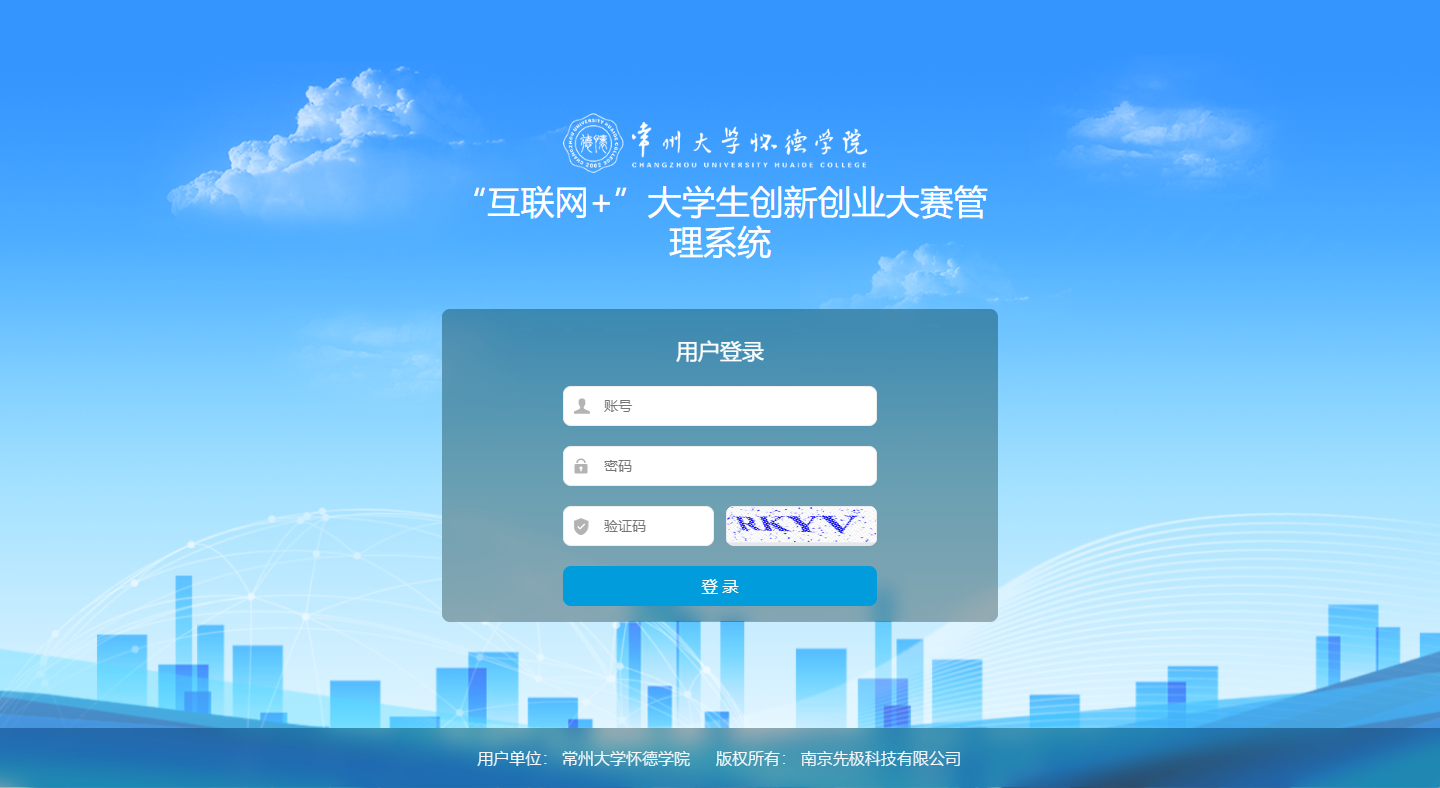 常州大学怀德学院
CHANGZHOU UNIVERSITY HUAIDE COLLEGE
“互联网+”大学生创新创业大赛管
理系统
用户登录
账号
密码
验证码 RKYV
登 录
用户单位： 常州大学怀德学院 版权所有： 南京先极科技有限公司